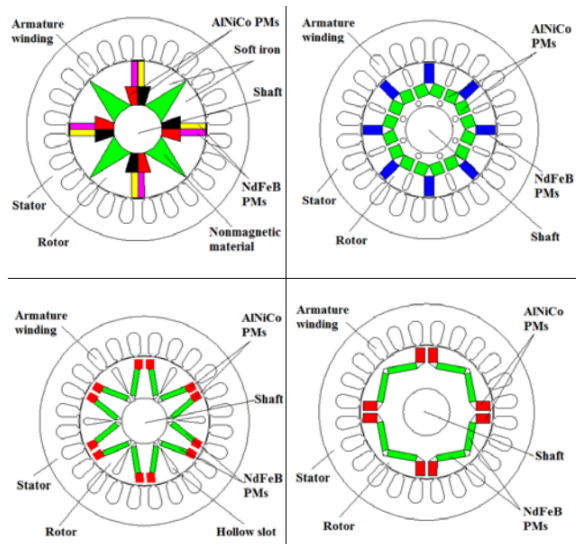 Armature
winding
AlNiCo PMs
Soft iron
Shaft
NdFeB
PMs
Nonmagnetic
material
Rotor
Stator
Armature
winding
AlNiCo
PMs
NdFeB
PMs
Shaft
Rotor
Stator
Armature
winding
AlNiCo
PMs
Shaft
NdFeB
PMs
Hollow slot
Rotor
Stator
Armature
winding
AlNiCo
PMs
Shaft
NdFeB
PMs
Rotor
Stator